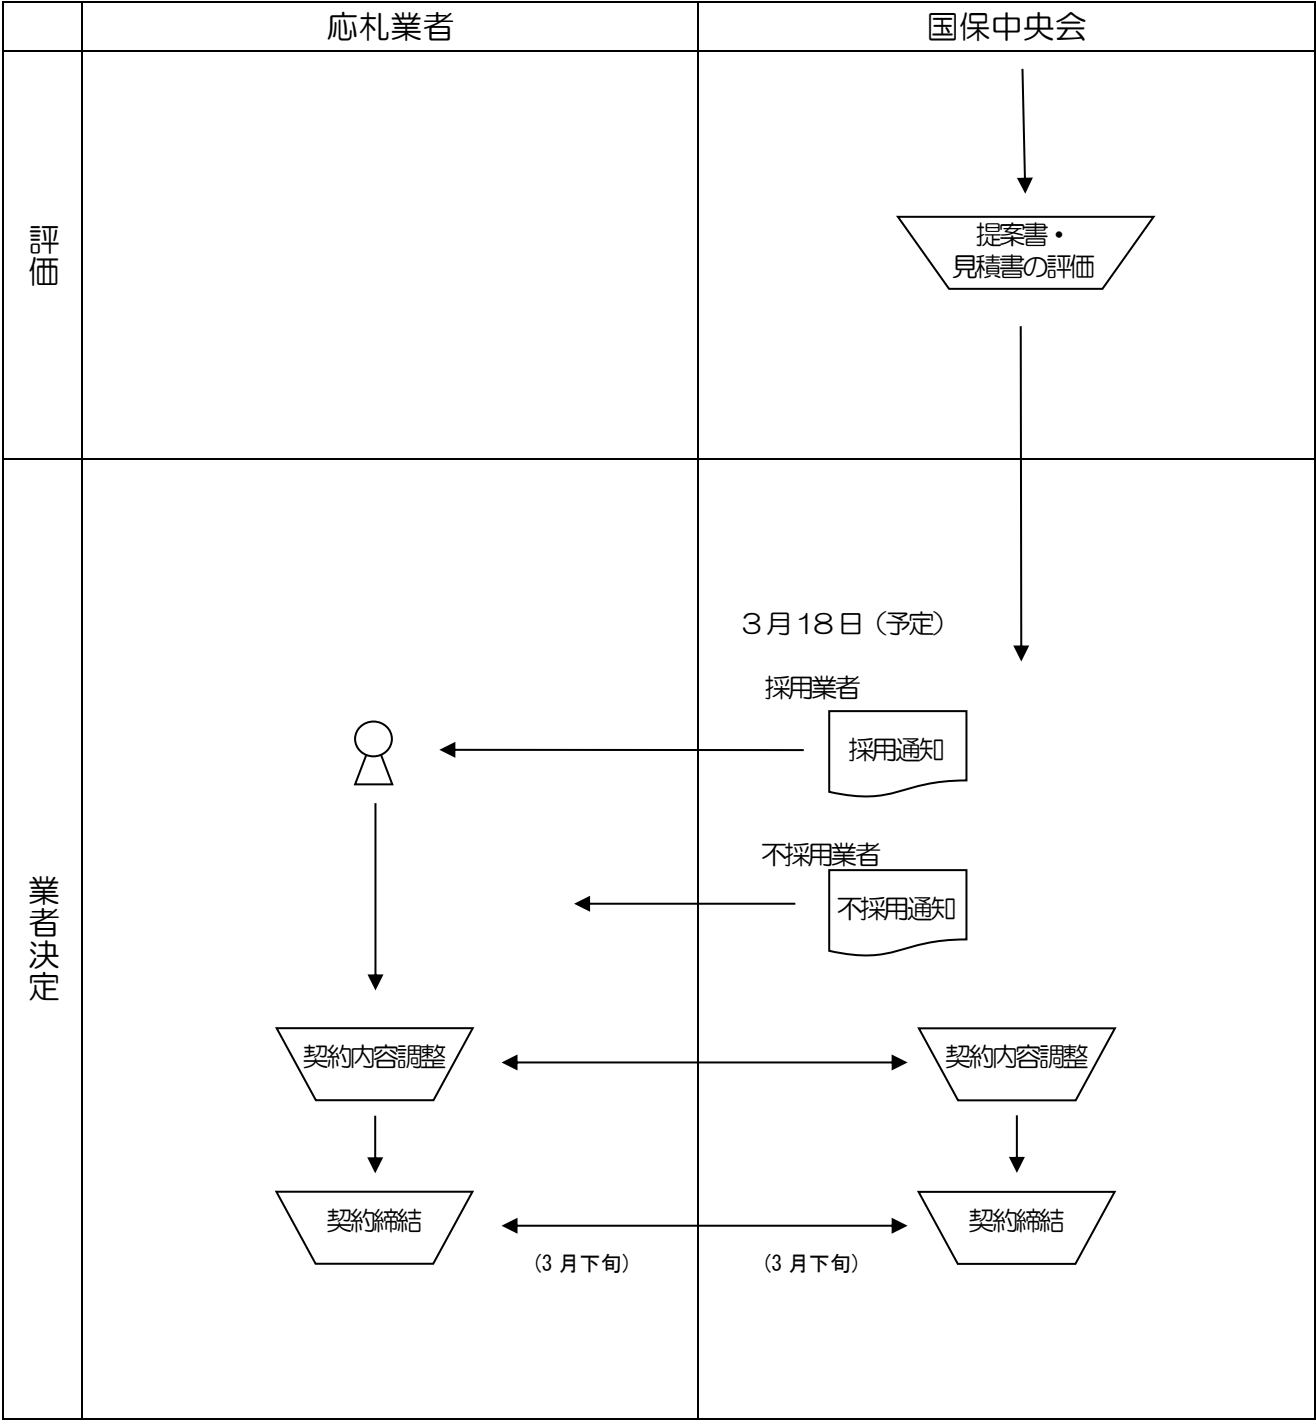 応札業者
国保中央会
評価
提案書・
見積書の評価
業者決定
３月18日（予定）
採用業者
採用通知
不採用業者
不採用通知
契約内容調整
契約内容調整
契約締結
契約締結
(3 月下旬)
(3 月下旬)